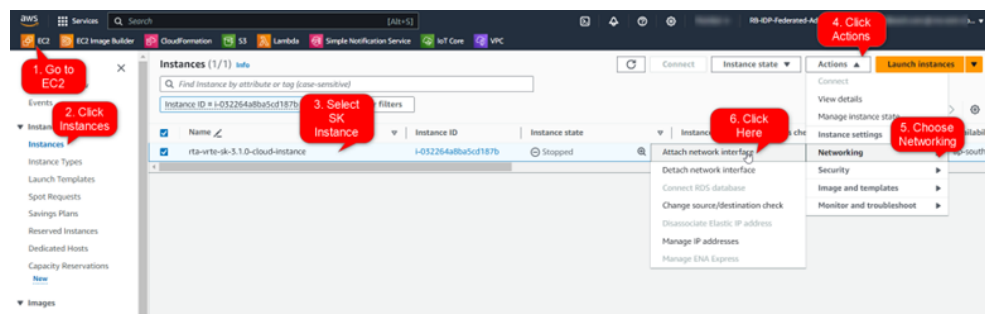 aws
Services
Search
[Alt+S]
EC2
EC2 Image Builder
CloudFormation
S3
Lambda
Simple Notification Service
IoT Core
VPC
4. Click
Actions
1. Go to
EC2
Events
2. Click
Instances
Instances
Instance Types
Launch Templates
Spot Requests
Savings Plans
Reserved Instances
Dedicated Hosts
Capacity Reservations
New
Images
Instances (1/1) Info
Connect
Instance state
Actions
Launch instances
Find Instance by attribute or tag (case-sensitive)
Instance ID = i-032264a8ba5cd187b
filters
3. Select
SK
Instance
Name
Instance ID
Instance state
rta-vrte-sk-3.1.0-cloud-instance
i-032264a8ba5cd187b
Stopped
6. Click
Here
Attach network interface
Detach network interface
Connect RDS database
Change source/destination check
Disassociate Elastic IP address
Manage IP addresses
Manage ENA Express
Connect
View details
Manage instance state
Instance settings
5. Choose
Networking
Networking
Security
Image and templates
Monitor and troubleshoot